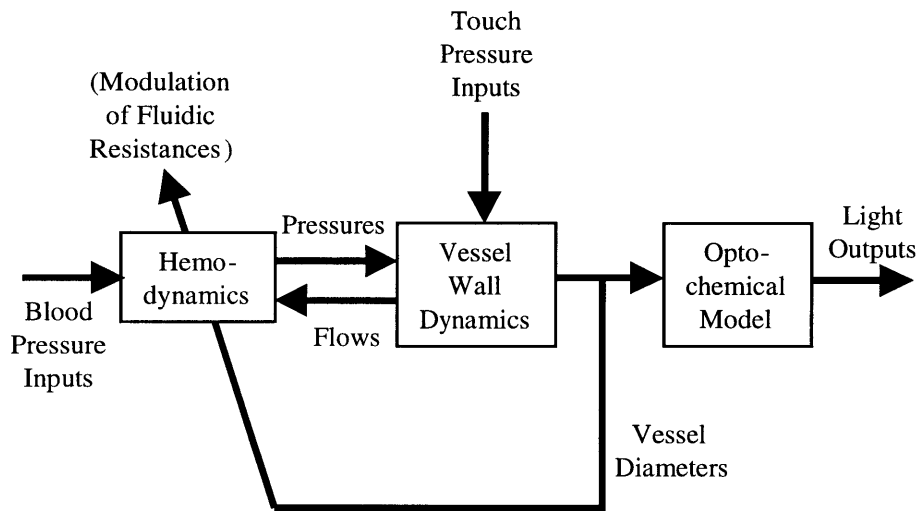 Touch
Pressure
Inputs
(Modulation
of Fluidic
Resistances)
Pressures
Hemo-
dynamics
Vessel
Wall
Dynamics
Opto-
chemical
Model
Light
Outputs
Blood
Pressure
Inputs
Flows
Vessel
Diameters